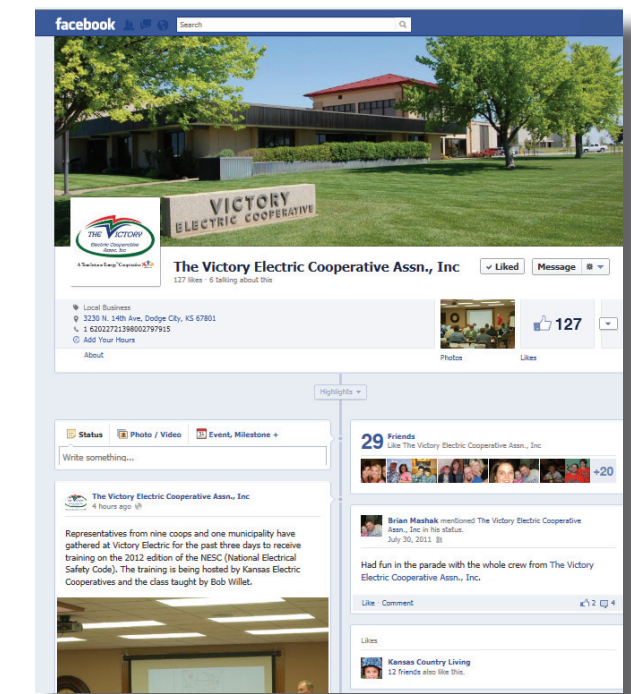 facebook
Search
VICTORY
ELECTRIC COOPERATIVE
THE VICTORY
Electric Cooperative
Assn., Inc
A Touchstone Energy Cooperative
The Victory Electric Cooperative Assn., Inc
127 likes · 6 talking about this
Liked
Message
Local Business
3230 N. 14th Ave, Dodge City, KS 67801
1 62022721398002797915
Add Your Hours
About
Photos
127
Likes
Highlights
Status
Photo / Video
31
Event, Milestone +
Write something...
The Victory Electric Cooperative Assn., Inc
4 hours ago
Representatives from nine coops and one municipality have
gathered at Victory Electric for the past three days to receive
training on the 2012 edition of the NESC (National Electrical
Safety Code). The training is being hosted by Kansas Electric
Cooperatives and the class taught by Bob Willet.
29 Friends
Like The Victory Electric Cooperative Assn., Inc
+20
Brian Mashak mentioned The Victory Electric Cooperative
Assn., Inc in his status.
July 30, 2011
Had fun in the parade with the whole crew from The Victory
Electric Cooperative Assn., Inc.
Like · Comment
2
4
Likes
Kansas Country Living
12 friends also like this.